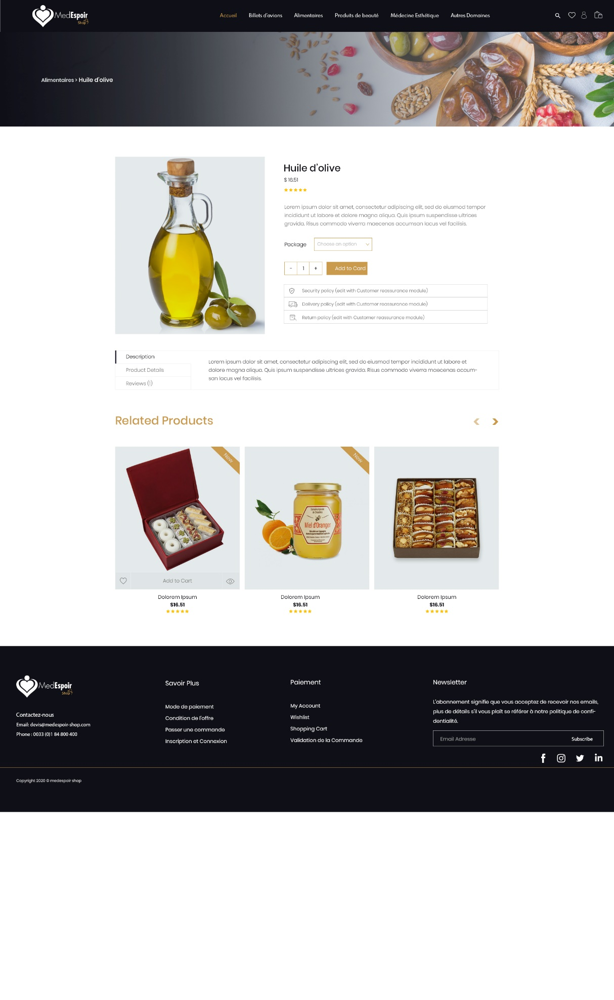 MedEspoir
Shop
Accueil
Billets d'avions
Alimentaires
Produits de beauté
Médecine Esthétique
Autres Domaines
Alimentaires > Huile d'olive
Huile d'olive
$ 16.51
Lorem ipsum dolor sit amet, consectetur adipiscing elit, sed do eiusmod tempor
incididunt ut labore et dolore magna aliqua. Quis ipsum suspendisse ultrices
gravida. Risus commodo viverra maecenas accumsan lacus vel facilisis.
Package
Choose an option
- 1 +
Add to Card
Security policy (edit with Customer reassurance module)
Delivery policy (edit with Customer reassurance module)
Return policy (edit with Customer reassurance module)
Description
Product Details
Reviews (1)
Lorem ipsum dolor sit amet, consectetur adipiscing elit, sed do eiusmod tempor incididunt ut labore et
dolore magna aliqua. Quis ipsum suspendisse ultrices gravida. Risus commodo viverra maecenas accum-
san lacus vel facilisis.
Related Products
New
New
Miel d'Oranger
Add to Cart
Dolorem Ipsum
$16.51
Dolorem Ipsum
$16.51
Dolorem Ipsum
$16.51
MedEspoir
Shop
Contactez-nous
Email: devis@medespoir-shop.com
Phone : 0033 (0)1 84 800 400
Savoir Plus
Mode de paiement
Condition de l'offre
Passer une commande
Inscription et Connexion
Paiement
My Account
Wishlist
Shopping Cart
Validation de la Commande
Newsletter
L'abonnement signifie que vous acceptez de recevoir nos emails,
plus de détails s'il vous plaît se référer à notre politique de confi-
dentialité.
Email Adresse
Subscribe
Copyright 2020 © medespoir shop